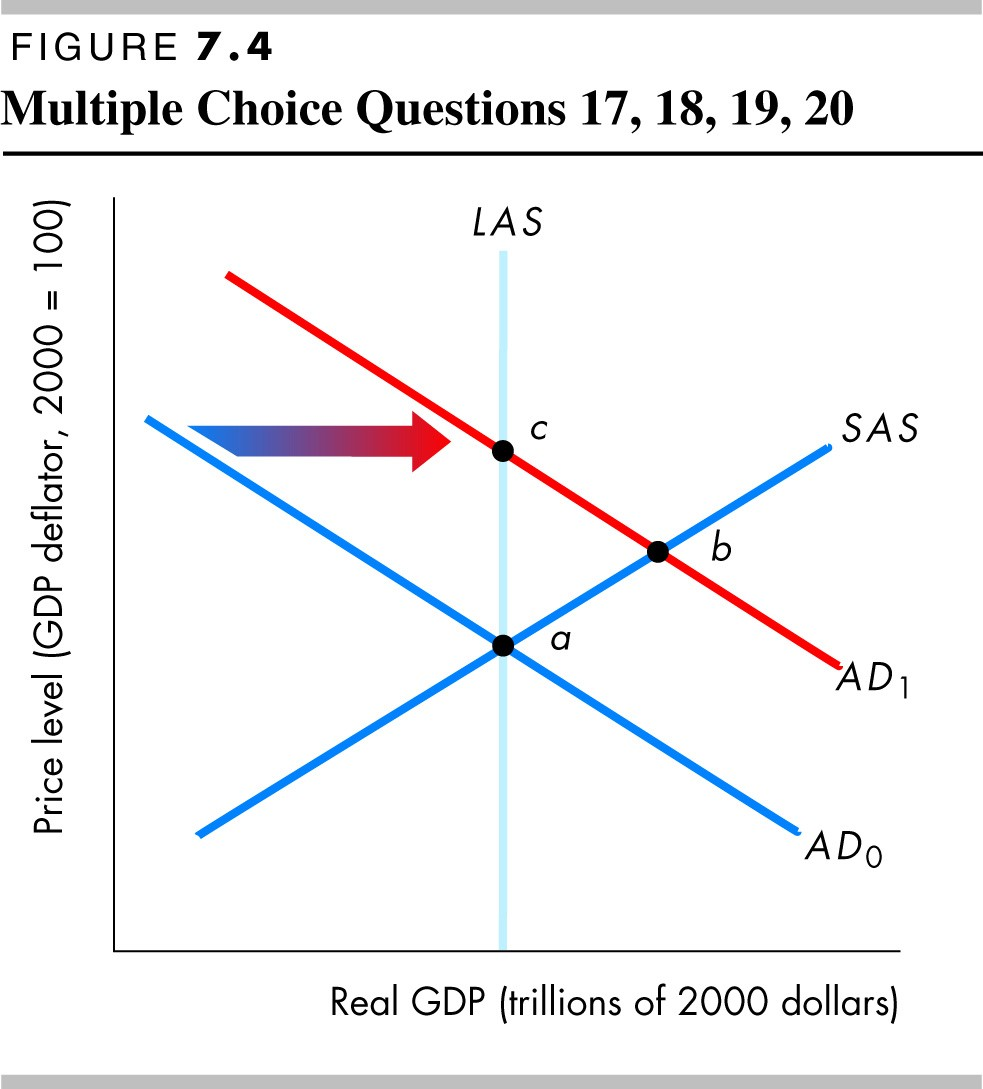 FIGURE 7.4
Multiple Choice Questions 17, 18, 19, 20
Price level (GDP deflator, 2000 = 100)
LAS
c
SAS
b
a
AD1
AD0
Real GDP (trillions of 2000 dollars)